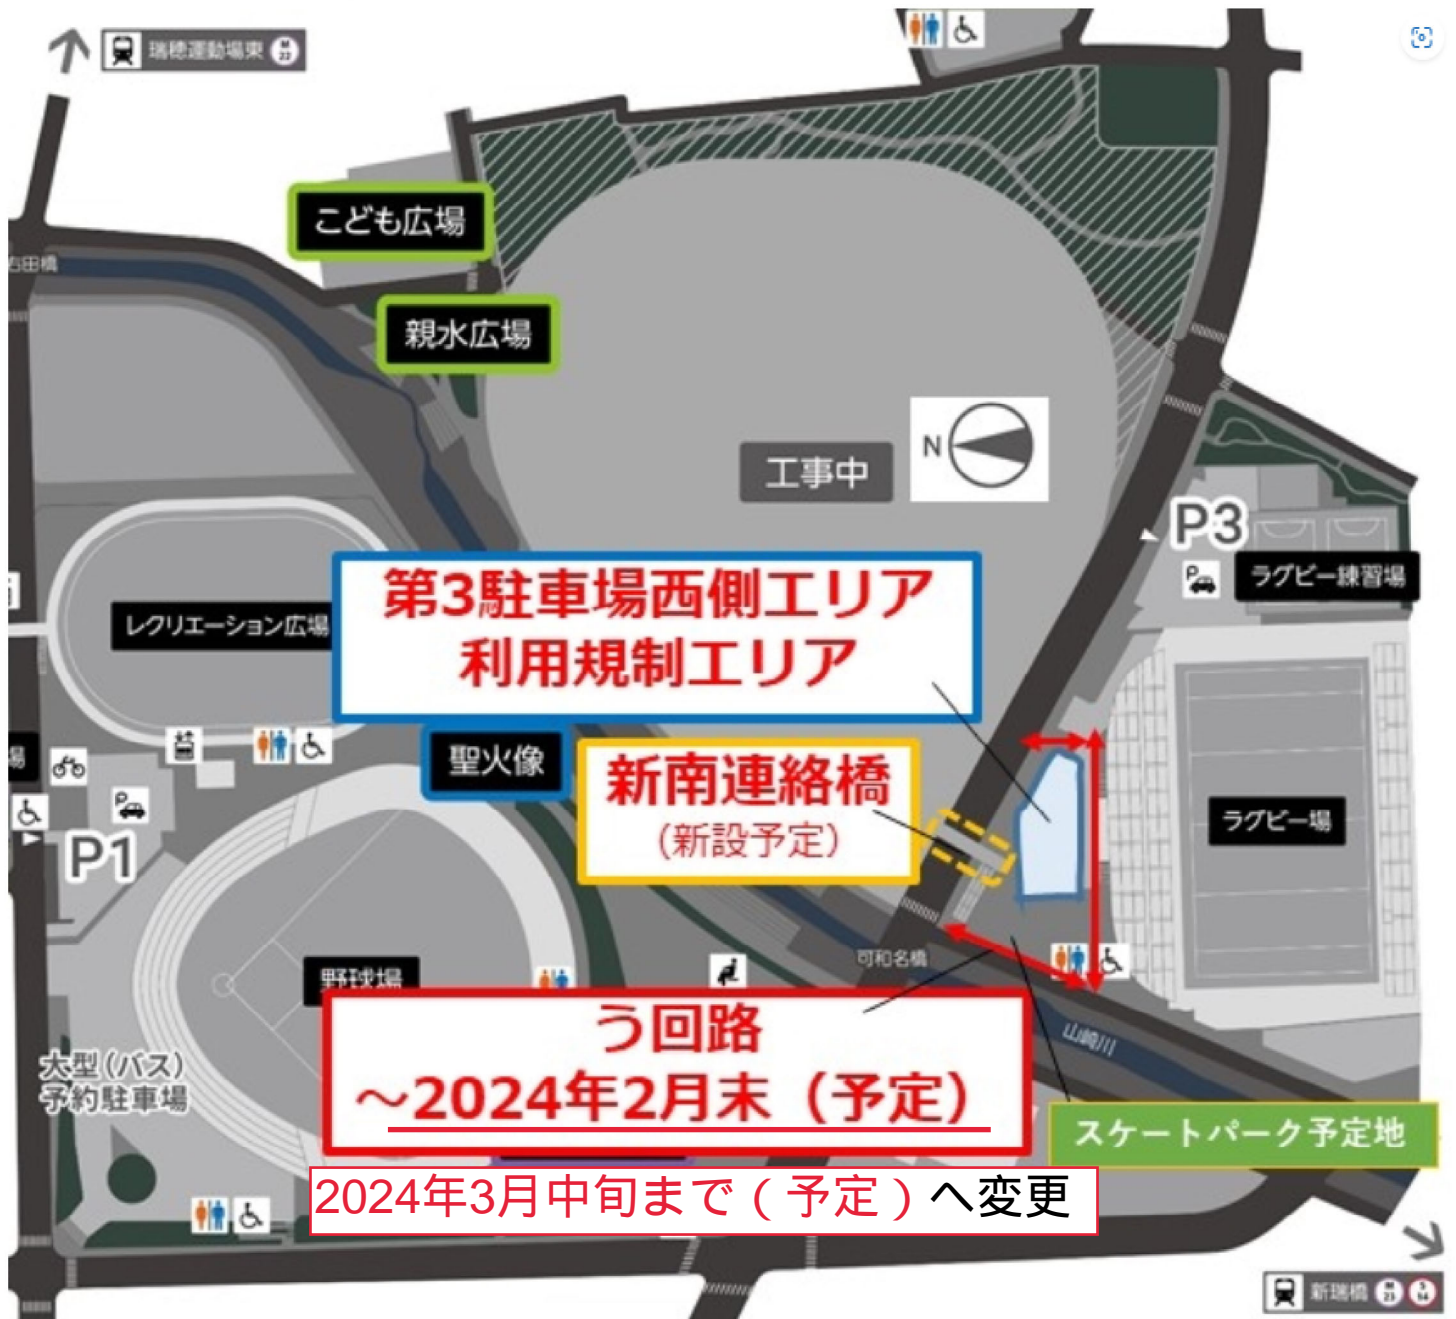 瑞穂運動場東 M 22
こども広場
右田橋
親水広場
工事中
N
P3
ラグビー練習場
第3駐車場西側エリア
利用規制エリア
レクリエーション広場
聖火像
新南連絡橋
(新設予定)
P
P
P1
ラグビー場
可和名橋
野球場
う回路
～2024年2月末（予定）
山崎川
大型(バス)
予約駐車場
スケートパーク予定地
2024年3月中旬まで（予定）へ変更
新瑞橋 M 23 S 14